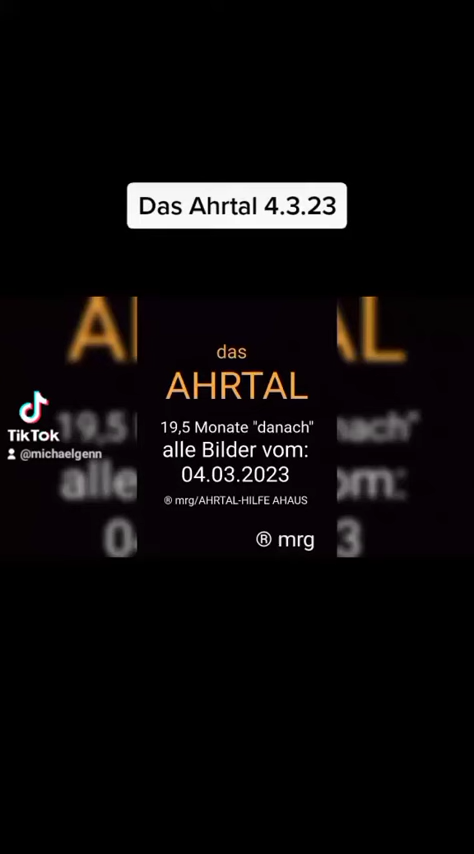 Das Ahrtal 4.3.23
das
AHRTAL
19,5 Monate "danach"
alle Bilder vom:
04.03.2023
® mrg/AHRTAL-HILFE AHAUS
® mrg
TikTok
@michaelgenn